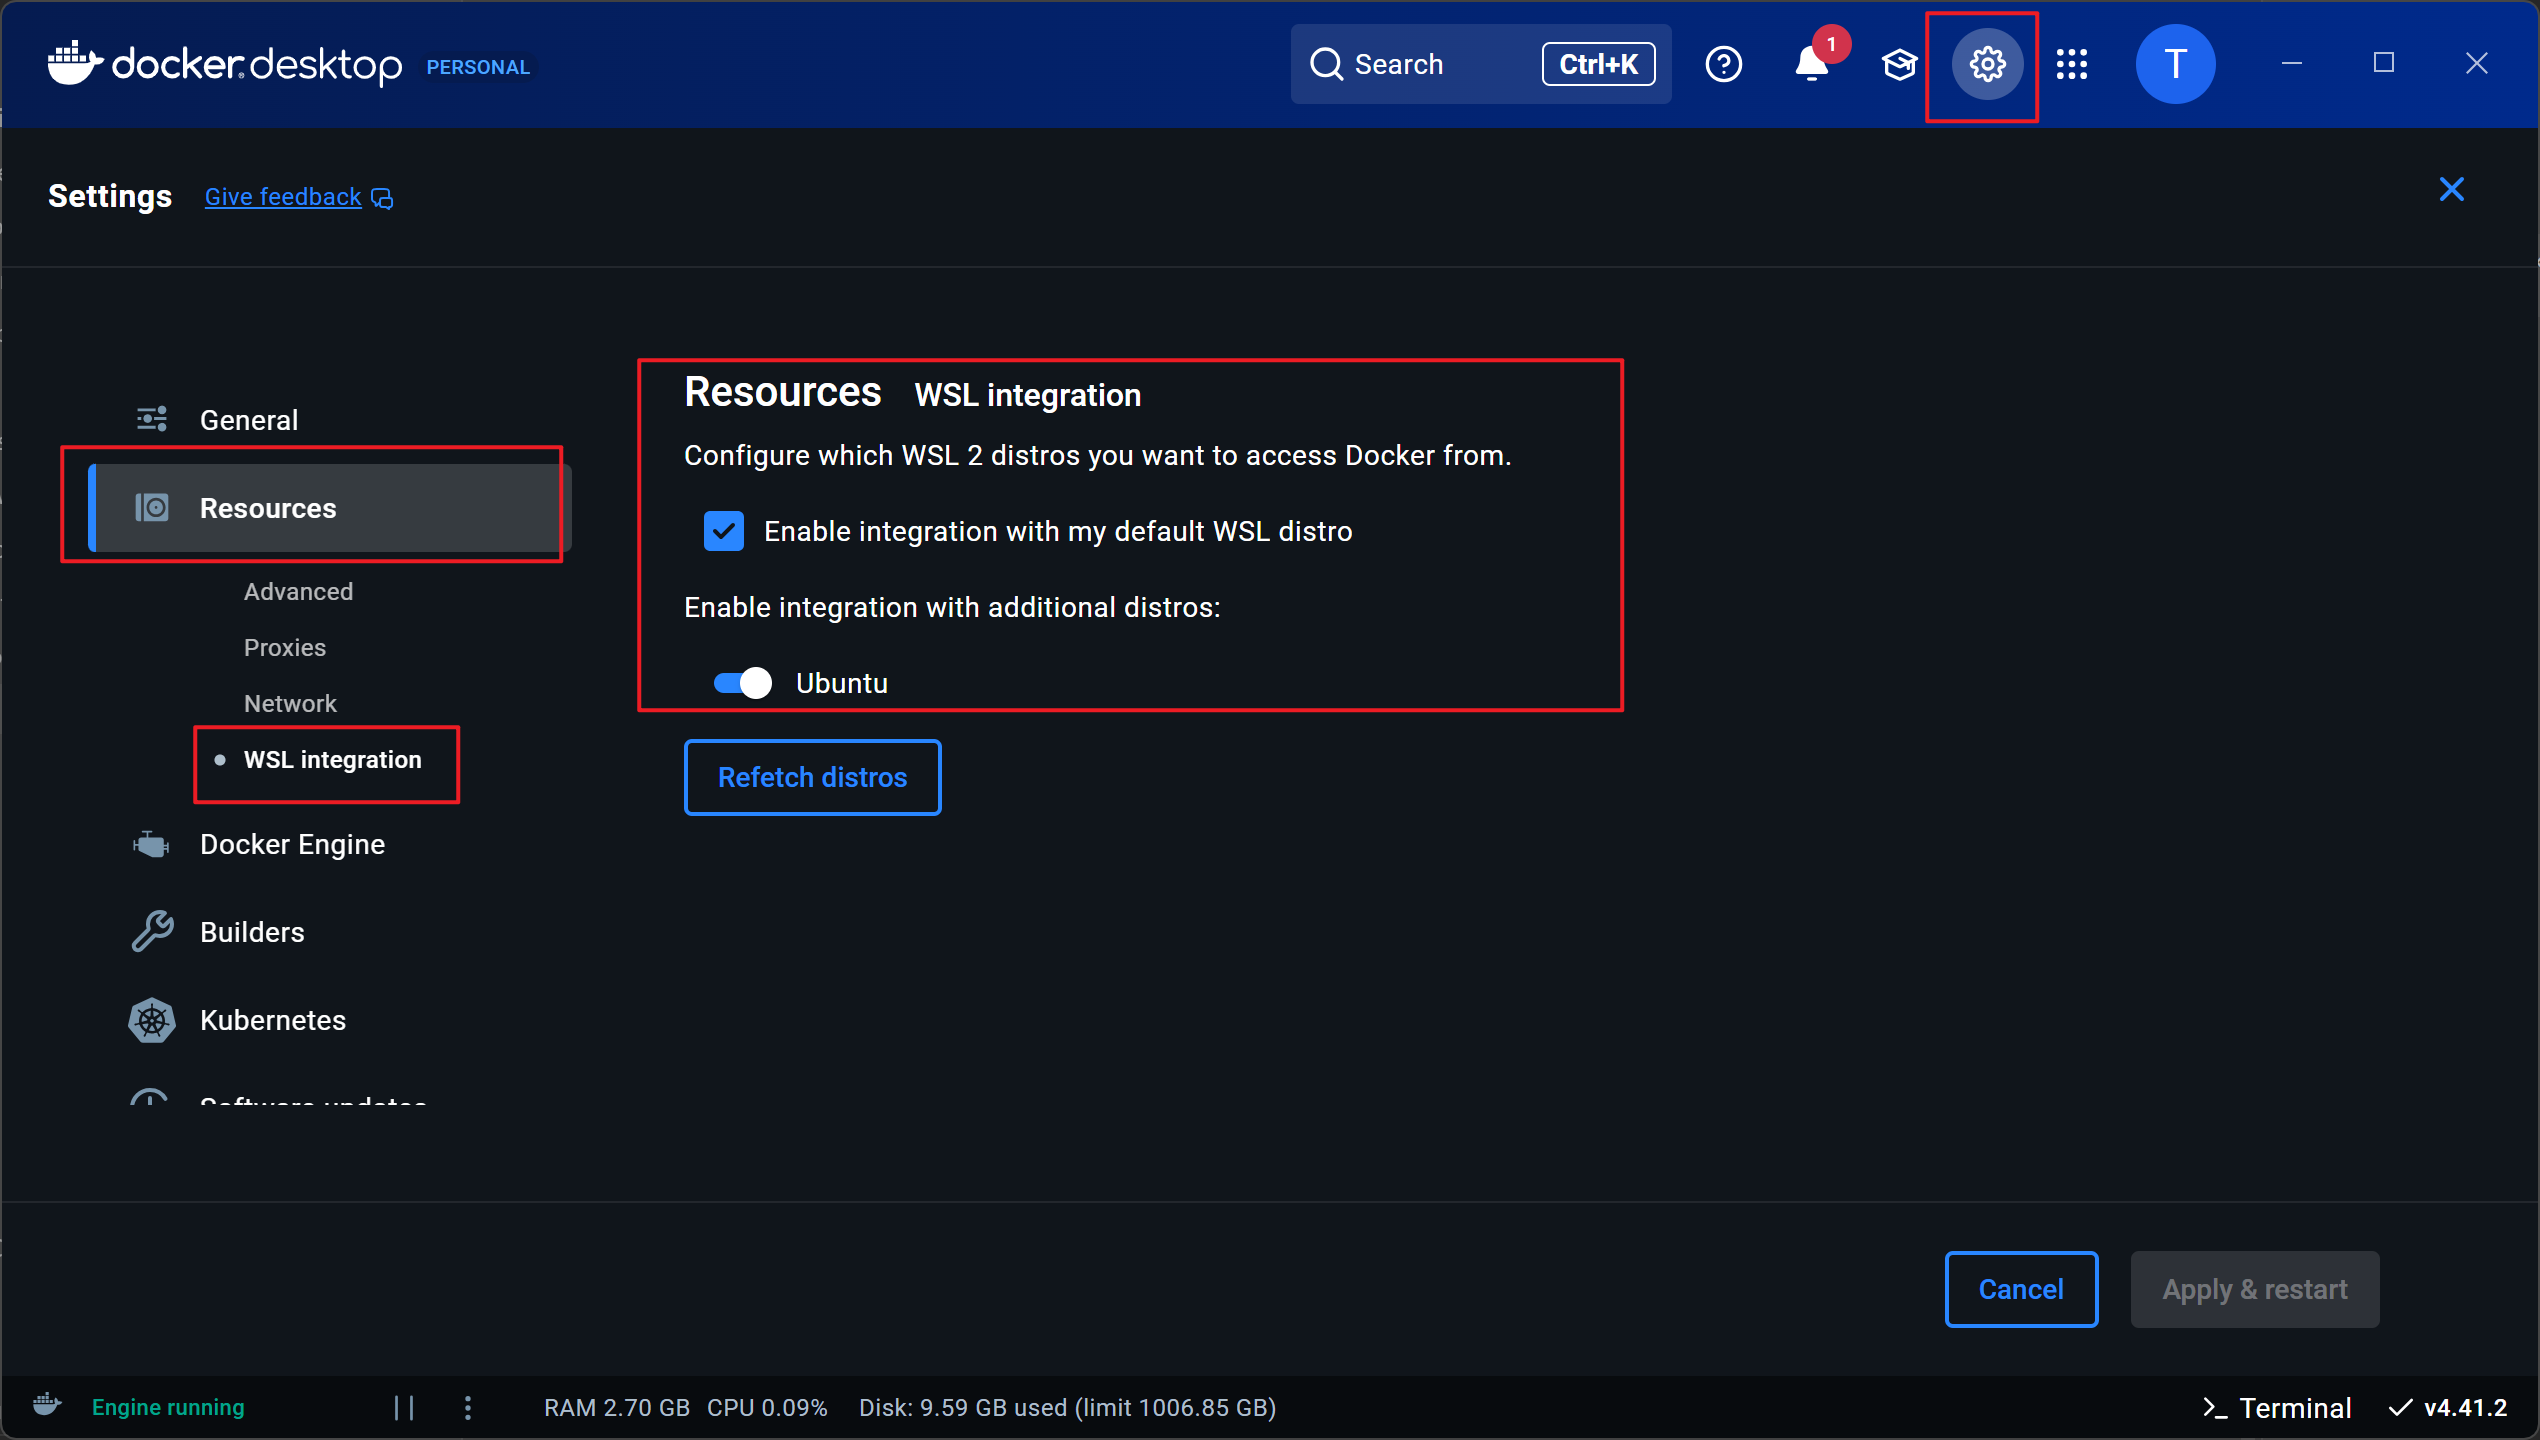 docker.desktop PERSONAL
Search Ctrl+K
1
T
Settings Give feedback
General
Resources
Advanced
Proxies
Network
WSL integration
Docker Engine
Builders
Kubernetes
Software updates
Resources WSL integration
Configure which WSL 2 distros you want to access Docker from.
Enable integration with my default WSL distro
Enable integration with additional distros:
Ubuntu
Refetch distros
Cancel Apply & restart
Engine running
RAM 2.70 GB CPU 0.09% Disk: 9.59 GB used (limit 1006.85 GB)
Terminal v4.41.2